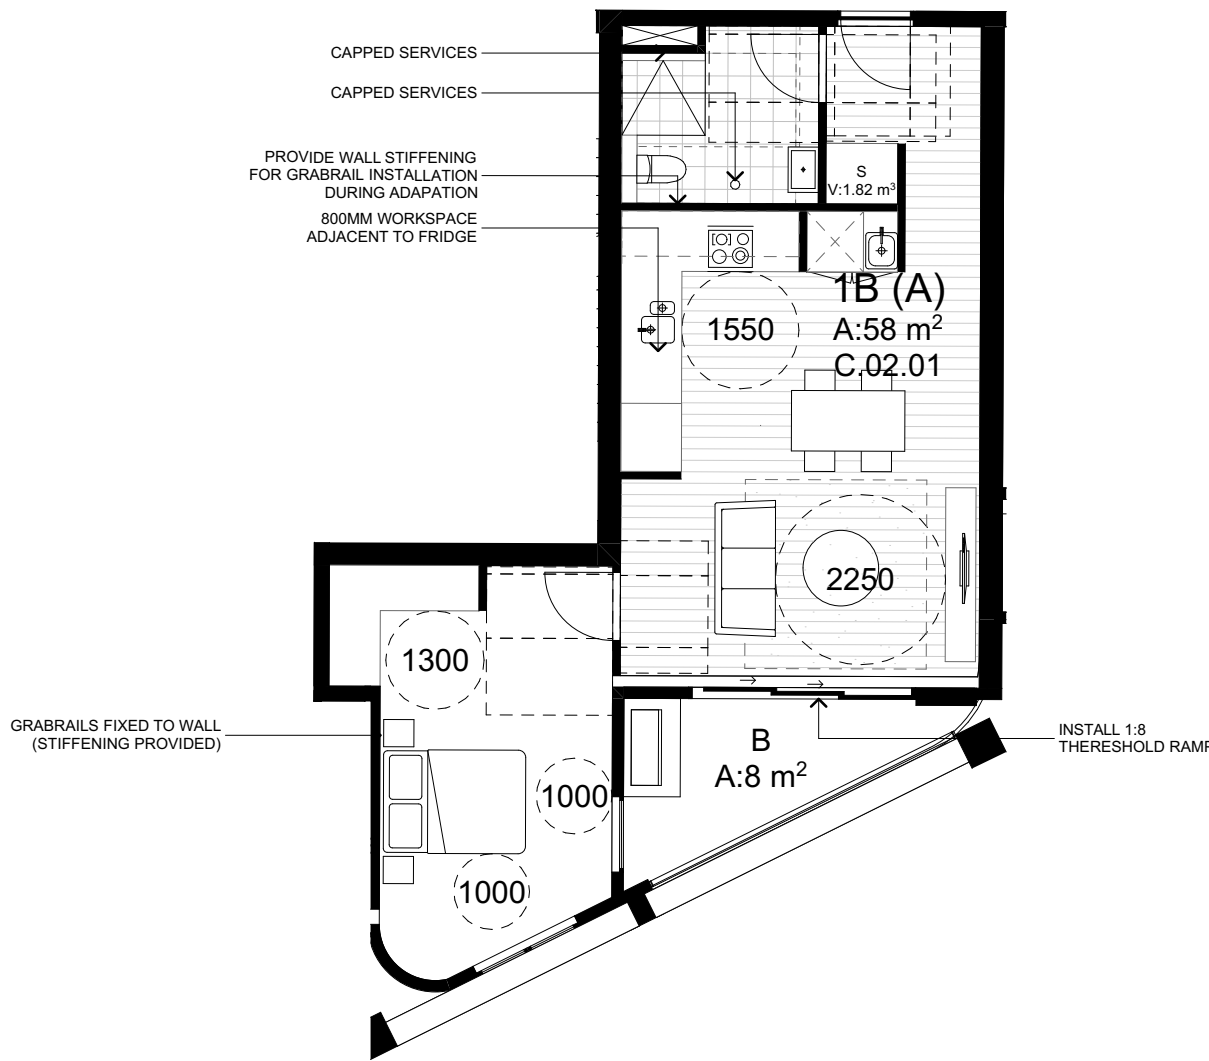 CAPPED SERVICES
CAPPED SERVICES
PROVIDE WALL STIFFENING
FOR GRABRAIL INSTALLATION
DURING ADAPATION
800MM WORKSPACE
ADJACENT TO FRIDGE
S
V:1.82 m³
1B (A)
A:58 m²
C.02.01
1550
2250
1300
GRABRAILS FIXED TO WALL
(STIFFENING PROVIDED)
B
A:8 m²
INSTALL 1:8
THERESHOLD RAMP
1000
1000